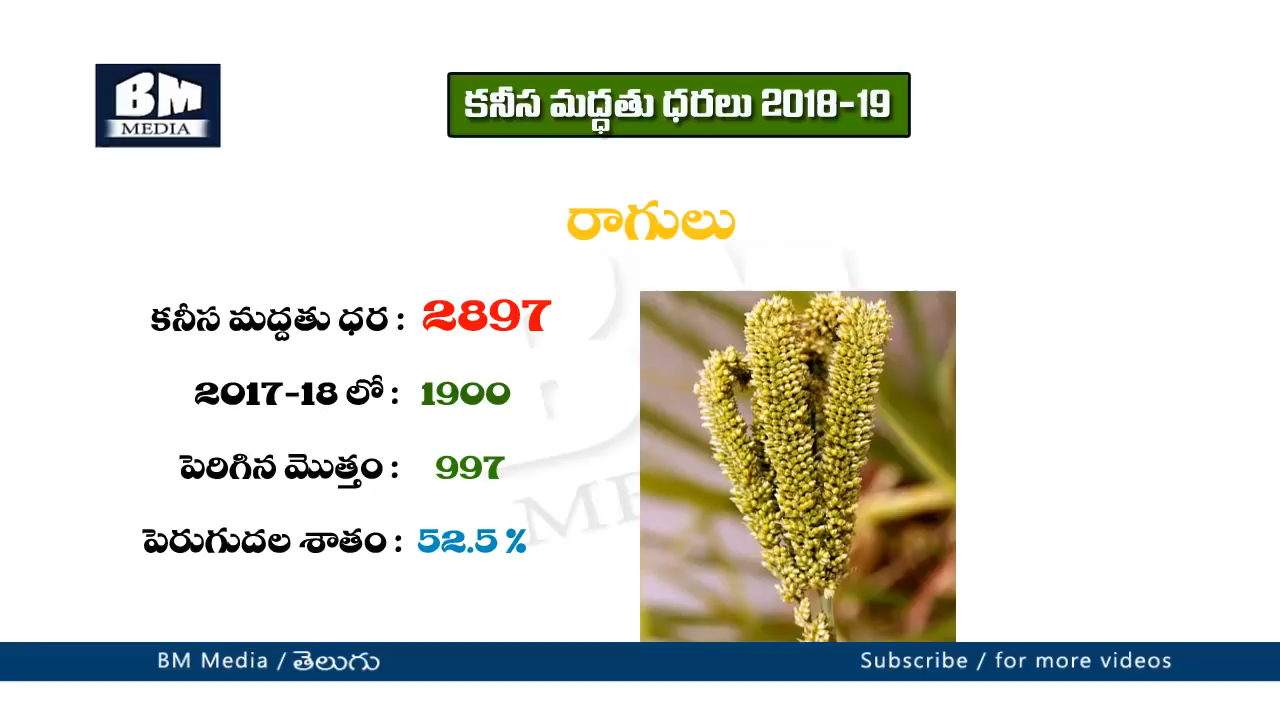 BM
MEDIA
కనీస మద్ధతు ధరలు 2018-19
రాగులు
కనీస మద్దతు ధర : 2897
2017-18 లో : 1900
పెరిగిన మొత్తం : 997
పెరుగుదల శాతం : 52.5 %
BM Media / తెలుగు
Subscribe / for more videos